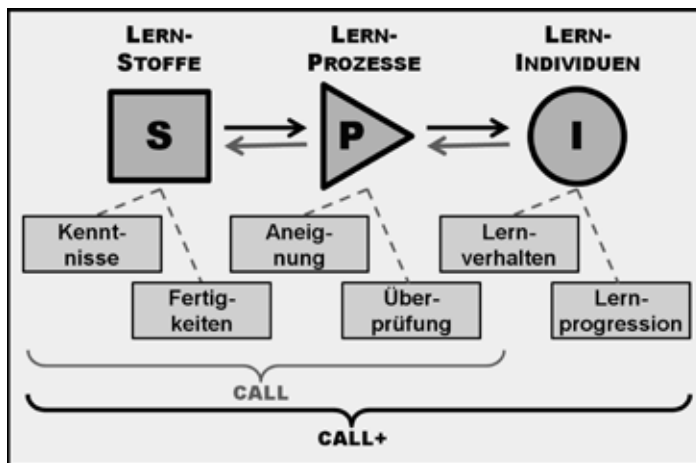 LERN-
STOFFE
LERN-
PROZESSE
LERN-
INDIVIDUEN
S
P
I
Kennt-
nisse
Aneig-
nung
Lern-
verhalten
Fertig-
keiten
Über-
prüfung
Lern-
progression
CALL
CALL+